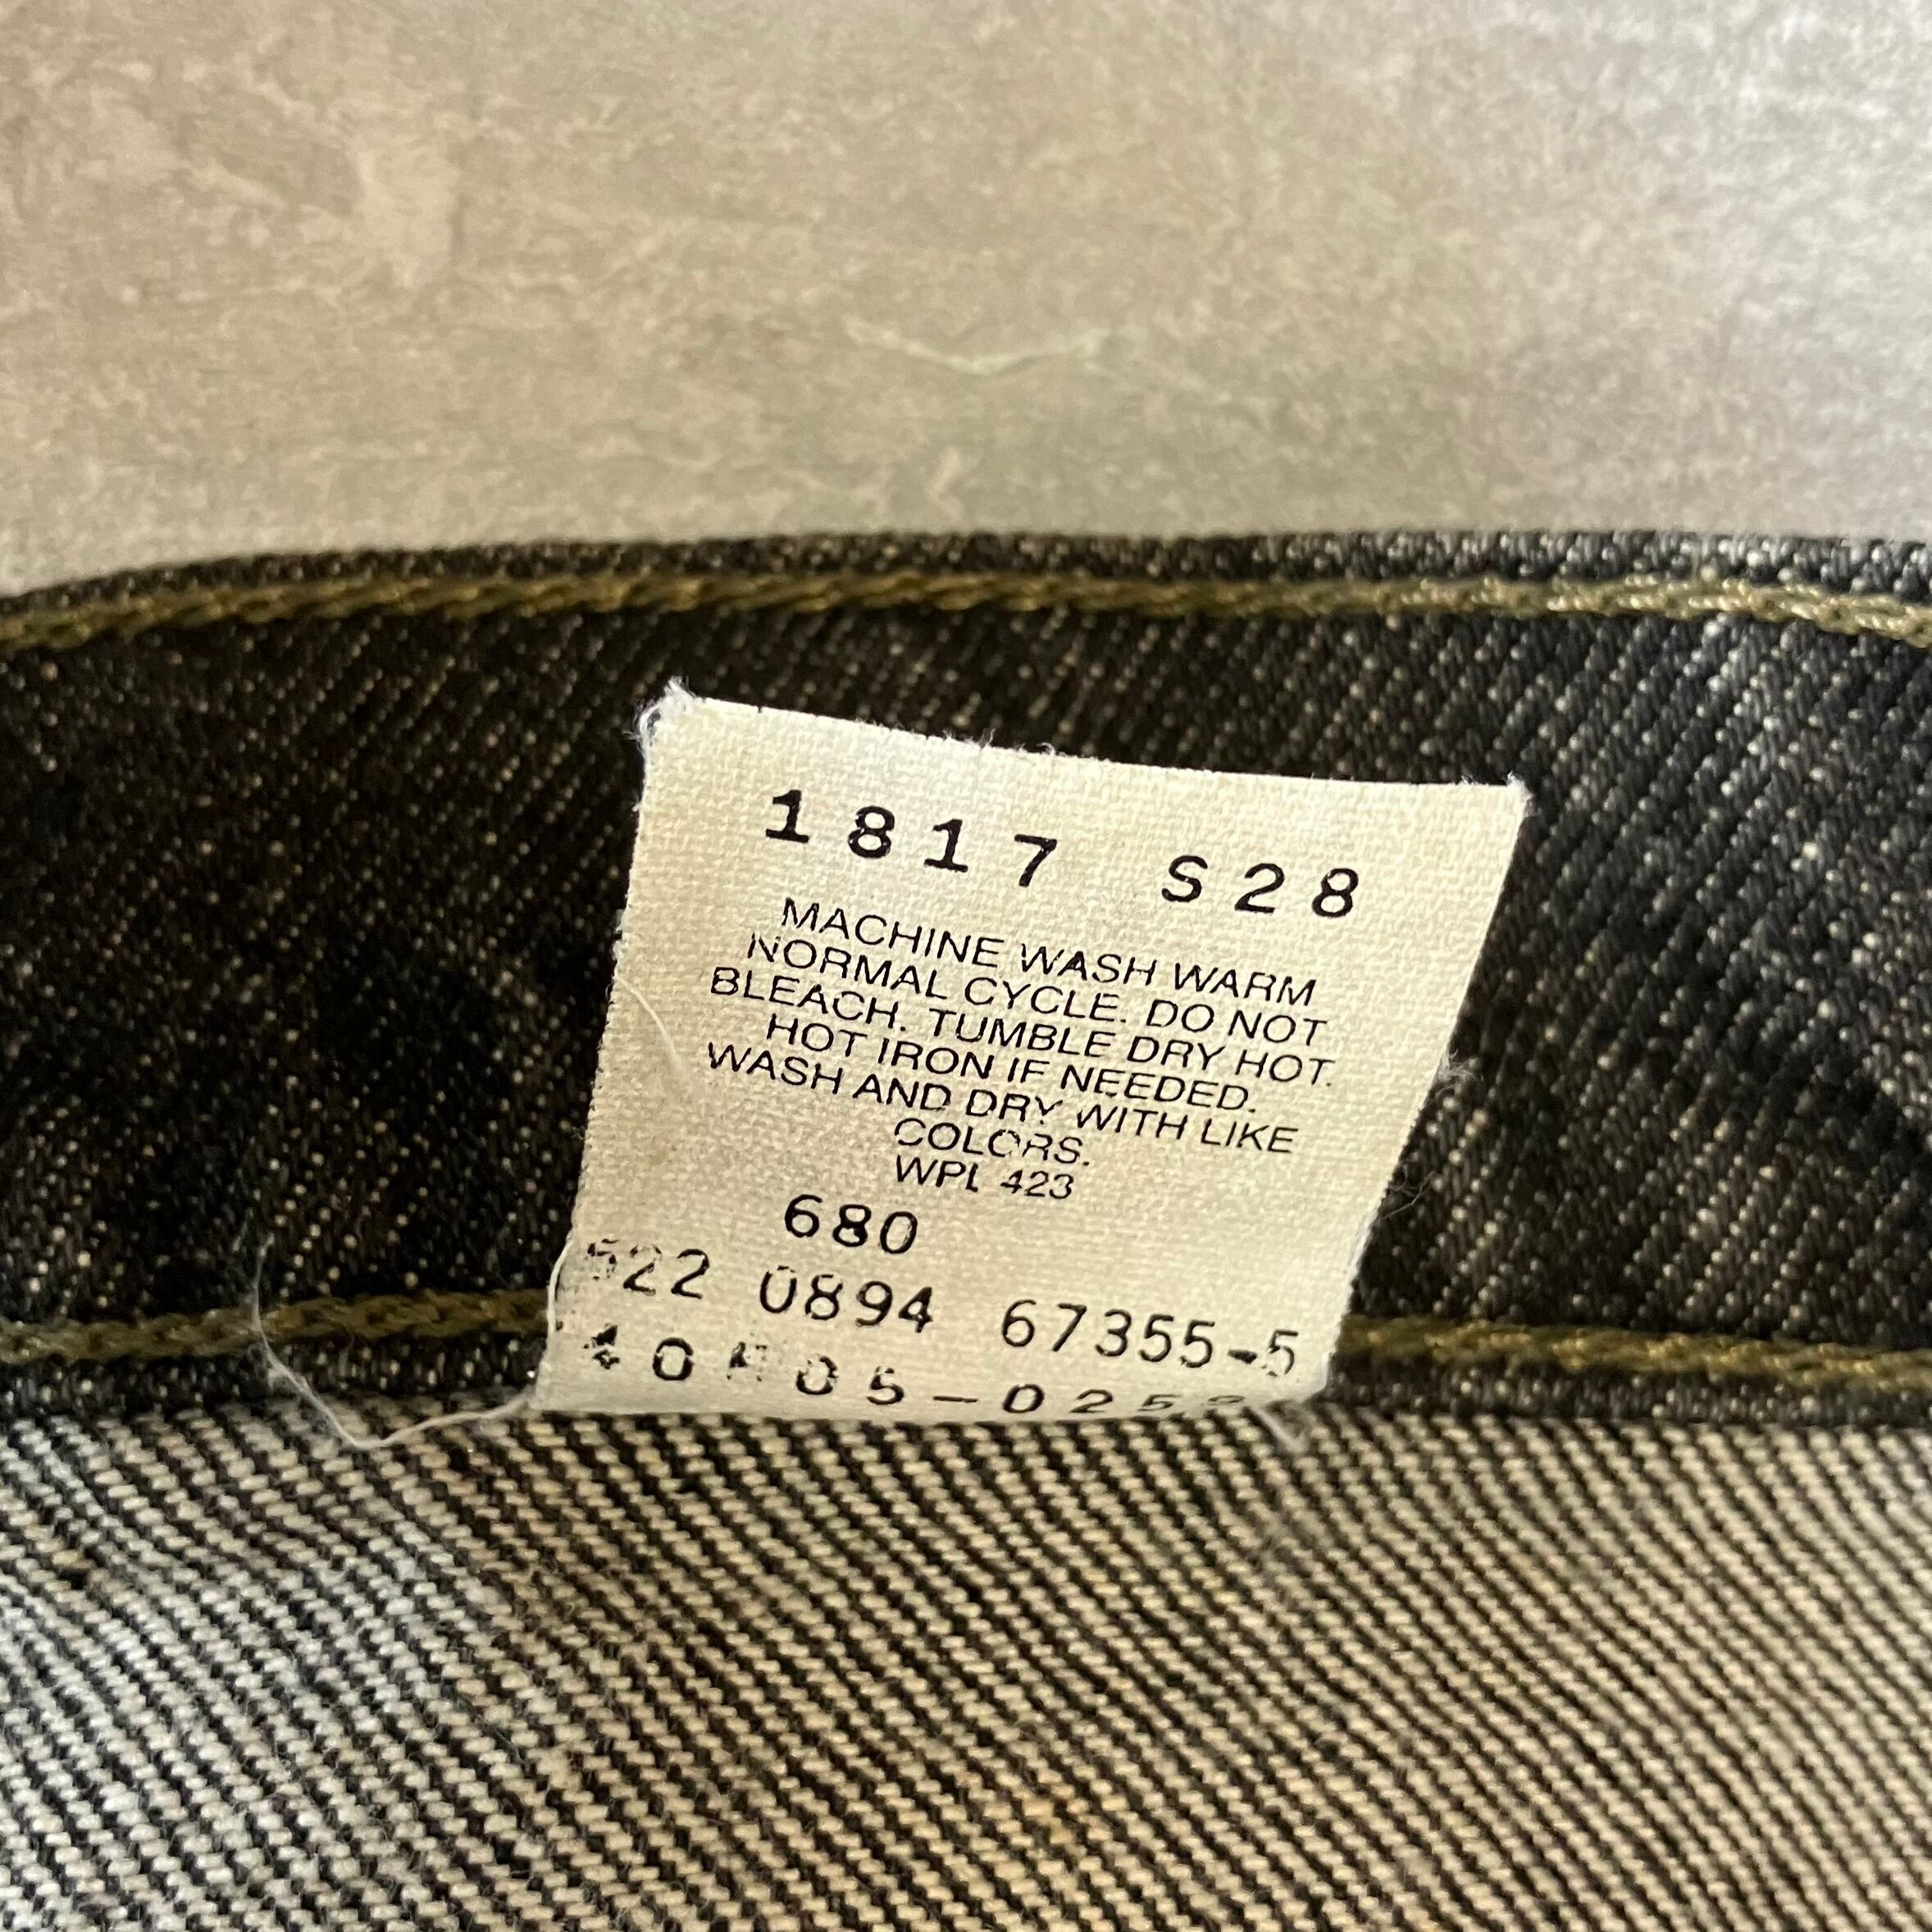 1817 S28
MACHINE WASH WARM
NORMAL CYCLE. DO NOT
BLEACH. TUMBLE DRY HOT.
HOT IRON IF NEEDED.
WASH AND DRY WITH LIKE
COLORS.
WPL 423
680
522 0894 67355-5